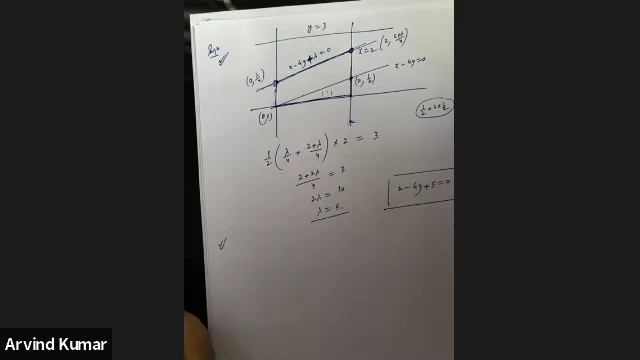 y = 3
x - 4y + λ = 0
x = 2
(2, (2+λ)/4)
(0, λ/4)
x - 4y = 0
(2, 1/2)
(0,0)
1/2 × 2 × 1/2
1/2 (λ/4 + (2+λ)/4) × 2 = 3
(2+2λ)/4 = 3
2λ = 10
λ = 5
x - 4y + 5 = 0
Arvind Kumar